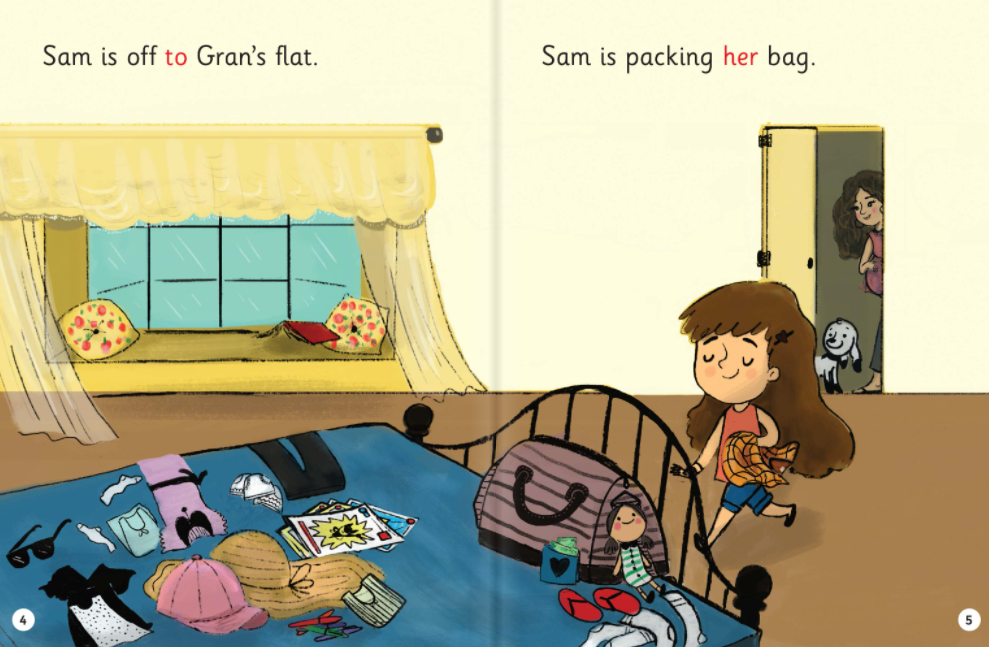 Sam is off to Gran's flat.
Sam is packing her bag.
4
5